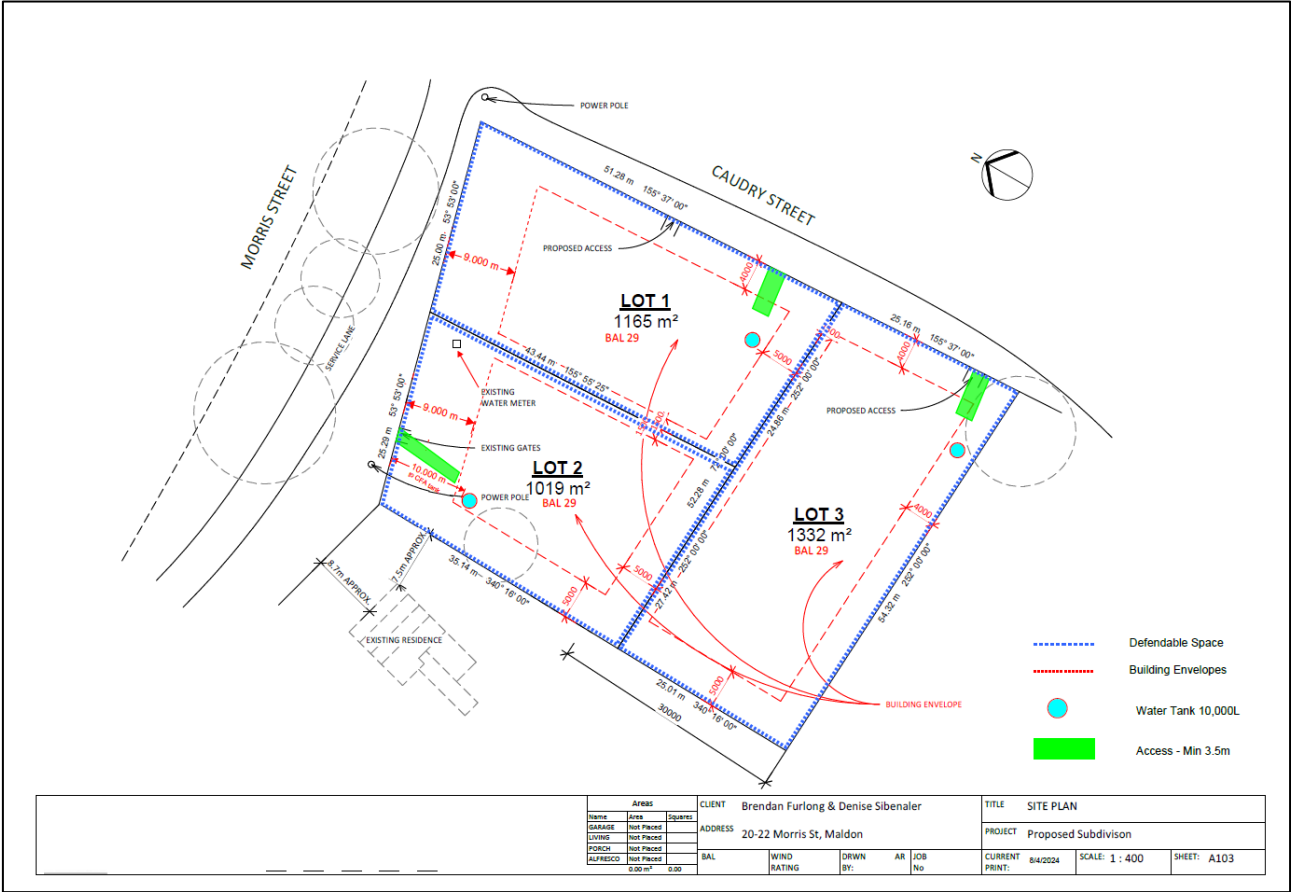 POWER POLE
CAUDRY STREET
MORRIS STREET
SERVICE LANE
N
51.28 m 155° 37' 00"
25.00 m 53° 53' 00"
PROPOSED ACCESS
9.000 m
4000
LOT 1
1165 m²
BAL 29
5000
43.44 m 155° 55' 25"
25.16 m 155° 37' 00"
4000
PROPOSED ACCESS
24.86 m 252° 00' 00"
EXISTING
WATER METER
9.000 m
25.29 m 53° 53' 00"
EXISTING GATES
10.000 m
to CFA tank
POWER POLE
LOT 2
1019 m²
BAL 29
52.28 m
27.42 m 252° 00' 00"
LOT 3
1332 m²
BAL 29
4000
54.32 m 252° 00' 00"
8.7m APPROX.
7.5m APPROX
35.14 m 340° 16' 00"
5000
5000
EXISTING RESIDENCE
25.01 m 340° 16' 00"
5000
30000
BUILDING ENVELOPE
Defendable Space
Building Envelopes
Water Tank 10,000L
Access - Min 3.5m
Areas
Name Area Squares
GARAGE Not Placed
LIVING Not Placed
PORCH Not Placed
ALFRESCO Not Placed
0.00 m² 0.00
CLIENT Brendan Furlong & Denise Sibenaler
ADDRESS 20-22 Morris St, Maldon
BAL
WIND
RATING
DRWN AR
BY:
JOB
No
TITLE SITE PLAN
PROJECT Proposed Subdivison
CURRENT 8/4/2024
PRINT:
SCALE: 1 : 400
SHEET: A103